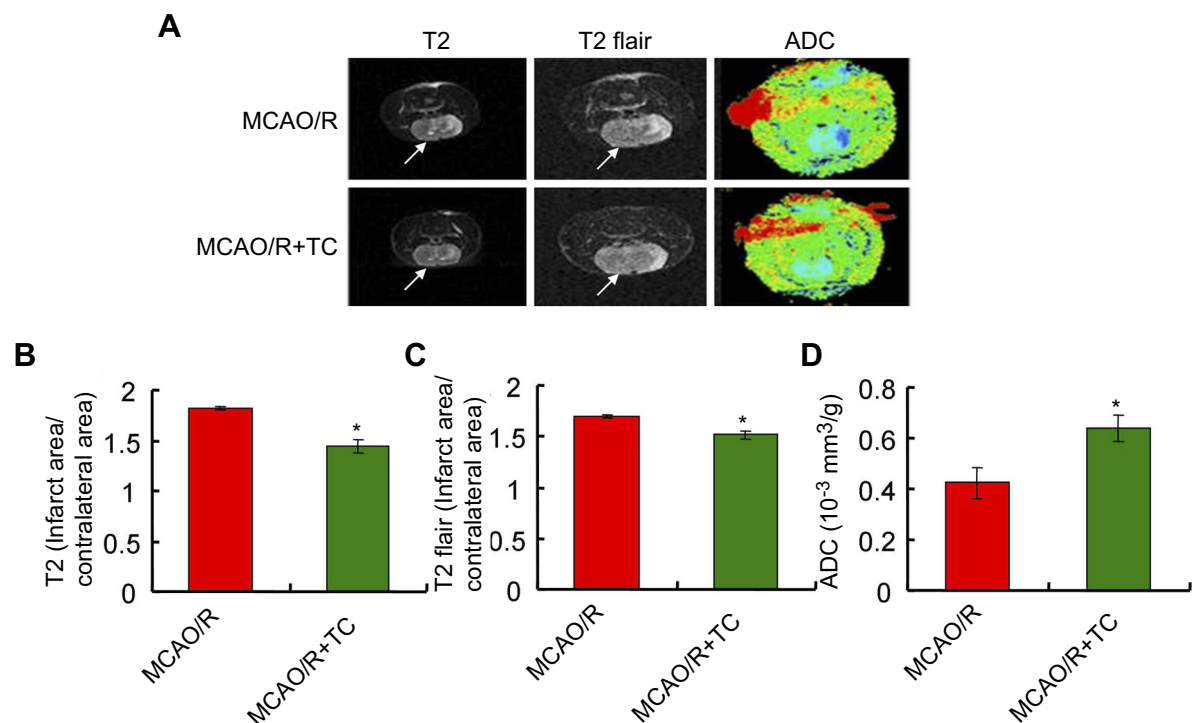 A
T2 T2 flair ADC
MCAO/R
MCAO/R+TC
B
T2 (Infarct area/
contralateral area)
2
1.5
1
0.5
0
MCAO/R
MCAO/R+TC
*
C
T2 flair (Infarct area/
contralateral area)
2
1.5
1
0.5
0
MCAO/R
MCAO/R+TC
*
D
ADC (10⁻³ mm³/g)
0.8
0.6
0.4
0.2
0
MCAO/R
MCAO/R+TC
*